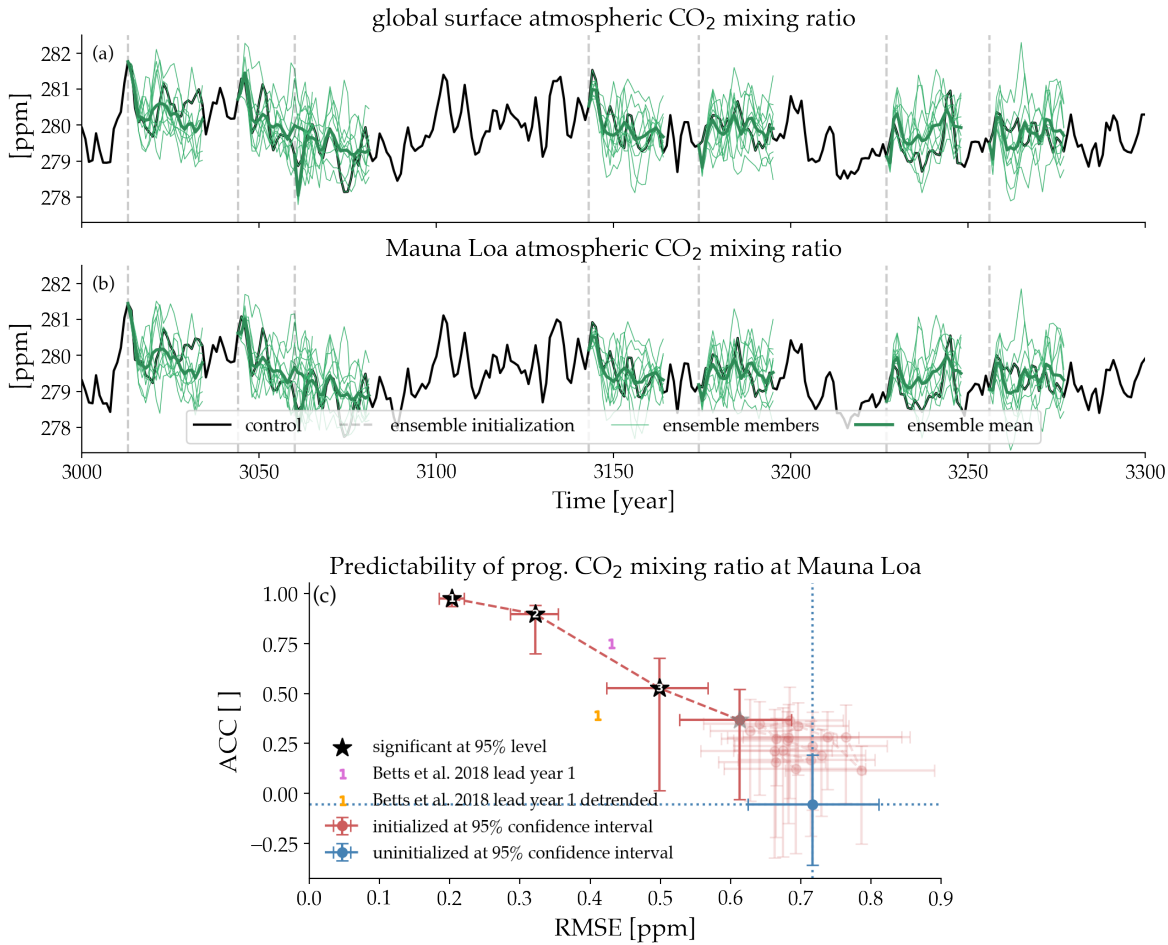 global surface atmospheric CO₂ mixing ratio
(a)
282
281
280
279
278
[ppm]
Mauna Loa atmospheric CO₂ mixing ratio
(b)
282
281
280
279
278
[ppm]
control
ensemble initialization
ensemble members
ensemble mean
3000 3050 3100 3150 3200 3250 3300
Time [year]
Predictability of prog. CO₂ mixing ratio at Mauna Loa
(c)
1.00
0.75
0.50
0.25
0.00
−0.25
ACC [ ]
1
2
1
3
1
significant at 95% level
1 Betts et al. 2018 lead year 1
1 Betts et al. 2018 lead year 1 detrended
initialized at 95% confidence interval
uninitialized at 95% confidence interval
0.0 0.1 0.2 0.3 0.4 0.5 0.6 0.7 0.8 0.9
RMSE [ppm]